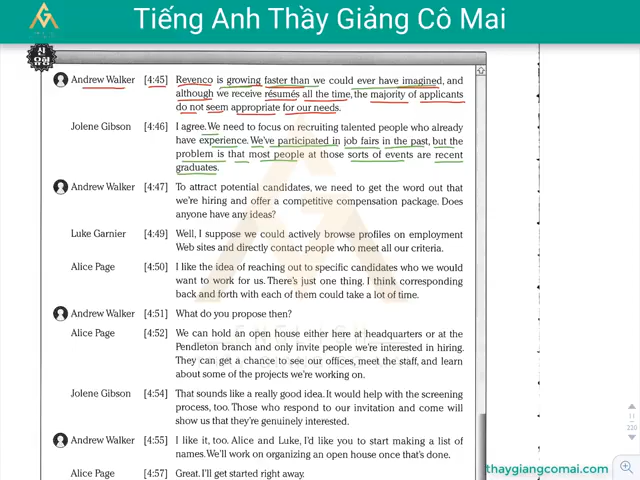 Tiếng Anh Thầy Giảng Cô Mai
Andrew Walker [4:45] Revenco is growing faster than we could ever have imagined, and
although we receive résumés all the time, the majority of applicants
do not seem appropriate for our needs.
Jolene Gibson [4:46] I agree. We need to focus on recruiting talented people who already
have experience. We've participated in job fairs in the past, but the
problem is that most people at those sorts of events are recent
graduates.
Andrew Walker [4:47] To attract potential candidates, we need to get the word out that
we're hiring and offer a competitive compensation package. Does
anyone have any ideas?
Luke Garnier [4:49] Well, I suppose we could actively browse profiles on employment
Web sites and directly contact people who meet all our criteria.
Alice Page [4:50] I like the idea of reaching out to specific candidates who we would
want to work for us. There's just one thing. I think corresponding
back and forth with each of them could take a lot of time.
Andrew Walker [4:51] What do you propose then?
Alice Page [4:52] We can hold an open house either here at headquarters or at the
Pendleton branch and only invite people we're interested in hiring.
They can get a chance to see our offices, meet the staff, and learn
about some of the projects we're working on.
Jolene Gibson [4:54] That sounds like a really good idea. It would help with the screening
process, too. Those who respond to our invitation and come will
show us that they're genuinely interested.
Andrew Walker [4:55] I like it, too. Alice and Luke, I'd like you to start making a list of
names. We'll work on organizing an open house once that's done.
Alice Page [4:57] Great. I'll get started right away.
11
220
thaygiangcomai.com